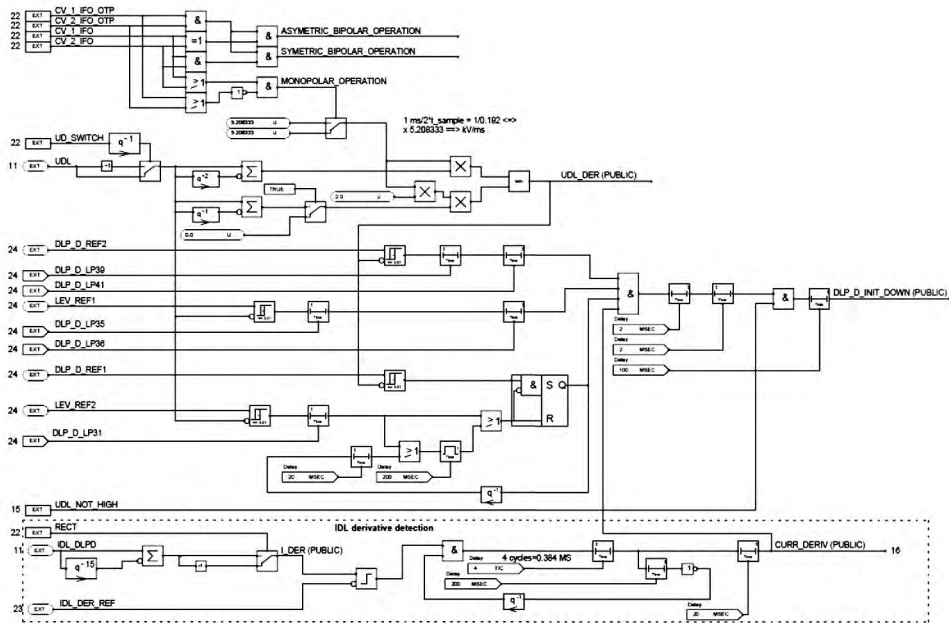 22 EXT CV_1_IFO_OTP
22 EXT CV_2_IFO_OTP
22 EXT CV_1_IFO
22 EXT CV_2_IFO
& =1 & ≥1 ≥1
& ASYMETRIC_BIPOLAR_OPERATION
& SYMETRIC_BIPOLAR_OPERATION
1 & MONOPOLAR_OPERATION
5.208333 U
5.208333 U
1 ms/2*t_sample = 1/0.192 <=>
x 5.208333 ==> kV/ms
22 EXT UD_SWITCH
q-1
11 EXT UDL
-1
q-2 Σ
UDL_DER (PUBLIC)
TRUE
2.0 U
q-1 Σ
0.0 U
24 EXT DLP_D_REF2
24 EXT DLP_D_LP39
24 EXT DLP_D_LP41
24 EXT LEV_REF1
24 EXT DLP_D_LP35
24 EXT DLP_D_LP36
& &
DLP_D_INIT_DOWN (PUBLIC)
Delay
2 MSEC
Delay
2 MSEC
Delay
100 MSEC
24 EXT DLP_D_REF1
& S Q
R
24 EXT LEV_REF2
24 EXT DLP_D_LP31
≥1 ≥1
Delay
20 MSEC
Delay
200 MSEC
q-1
15 EXT UDL_NOT_HIGH
IDL derivative detection
22 EXT RECT
11 EXT IDL_DLPD
q-15 Σ
-1
I_DER (PUBLIC)
&
Delay
4 TIC
4 cycles=0.384 MS
CURR_DERIV (PUBLIC) 16
Delay
200 MSEC
1
q-1
Delay
20 MSEC
23 EXT IDL_DER_REF